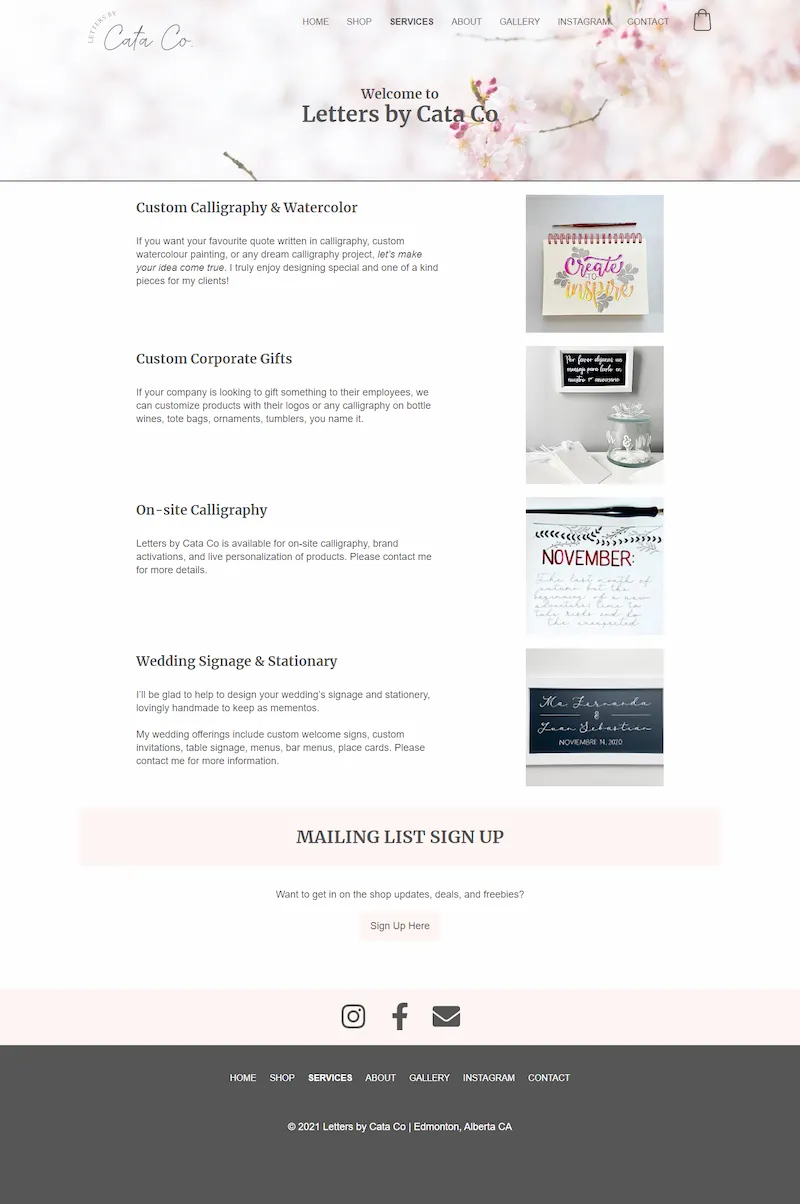 LETTERS BY
Cata Co.
HOME SHOP SERVICES ABOUT GALLERY INSTAGRAM CONTACT
Welcome to
Letters by Cata Co
Custom Calligraphy & Watercolor
If you want your favourite quote written in calligraphy, custom
watercolour painting, or any dream calligraphy project, let's make
your idea come true. I truly enjoy designing special and one of a kind
pieces for my clients!
Create
TO
inspire
Custom Corporate Gifts
If your company is looking to gift something to their employees, we
can customize products with their logos or any calligraphy on bottle
wines, tote bags, ornaments, tumblers, you name it.
Por favor déjanos un
mensaje para leerlo en
nuestro 1º aniversario
&
On-site Calligraphy
Letters by Cata Co is available for on-site calligraphy, brand
activations, and live personalization of products. Please contact me
for more details.
NOVEMBER:
The last month of
autumn but the
beginning of a new
adventure; time to
take risks and do
the unexpected
Wedding Signage & Stationary
I'll be glad to help to design your wedding's signage and stationery,
lovingly handmade to keep as mementos.
My wedding offerings include custom welcome signs, custom
invitations, table signage, menus, bar menus, place cards. Please
contact me for more information.
Ma. Fernanda
&
Juan Sebastian
NOVIEMBRE 14, 2020
MAILING LIST SIGN UP
Want to get in on the shop updates, deals, and freebies?
Sign Up Here
HOME SHOP SERVICES ABOUT GALLERY INSTAGRAM CONTACT
© 2021 Letters by Cata Co | Edmonton, Alberta CA